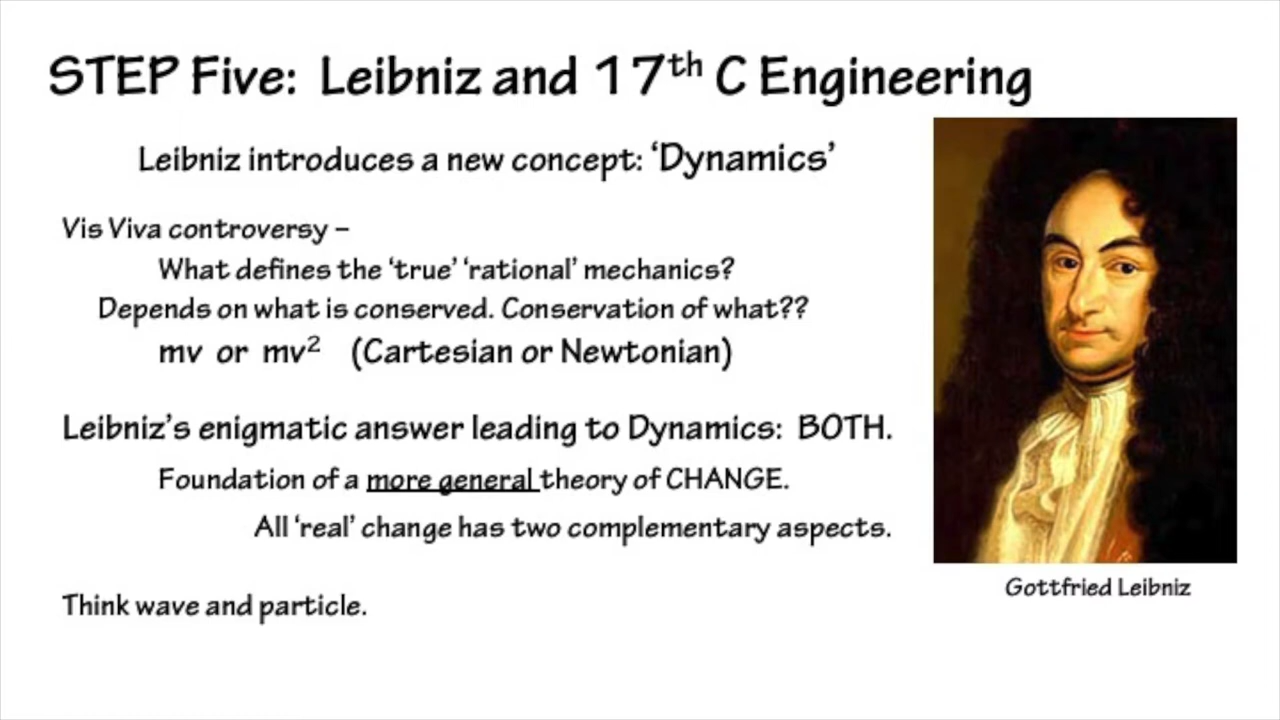 STEP Five: Leibniz and 17th C Engineering
Leibniz introduces a new concept: ‘Dynamics’
Vis Viva controversy –
What defines the ‘true’ ‘rational’ mechanics?
Depends on what is conserved. Conservation of what??
mv or mv² (Cartesian or Newtonian)
Leibniz’s enigmatic answer leading to Dynamics: BOTH.
Foundation of a more general theory of CHANGE.
All ‘real’ change has two complementary aspects.
Think wave and particle.
Gottfried Leibniz